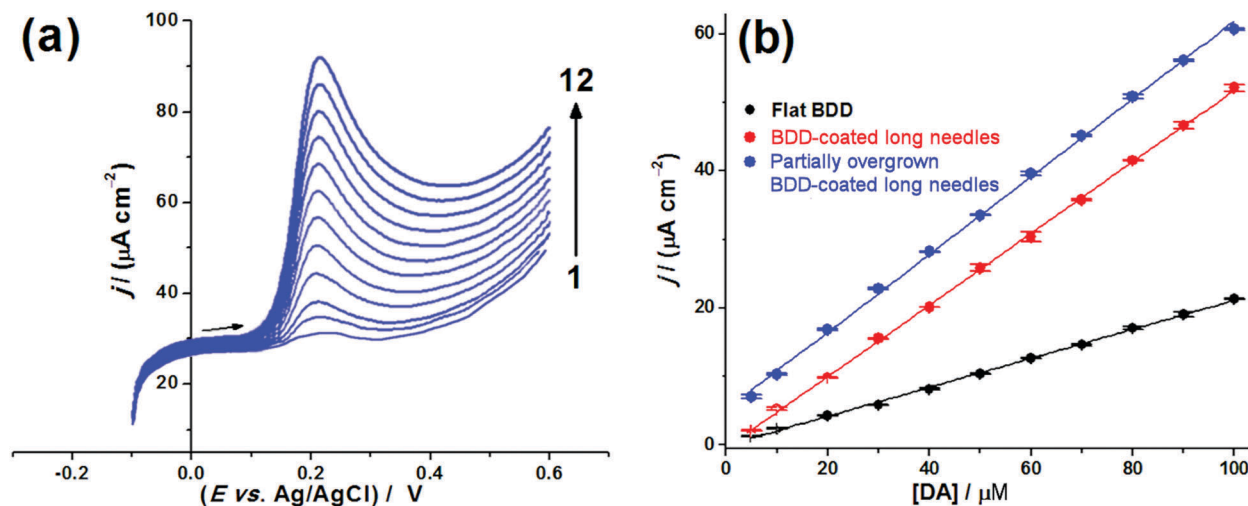 (a)
100
80
60
40
20
j / (μA cm⁻²)
12
1
-0.2 0.0 0.2 0.4 0.6
(E vs. Ag/AgCl) / V
(b)
60
40
20
0
j / (μA cm⁻²)
Flat BDD
BDD-coated long needles
Partially overgrown
BDD-coated long needles
0 20 40 60 80 100
[DA] / μM